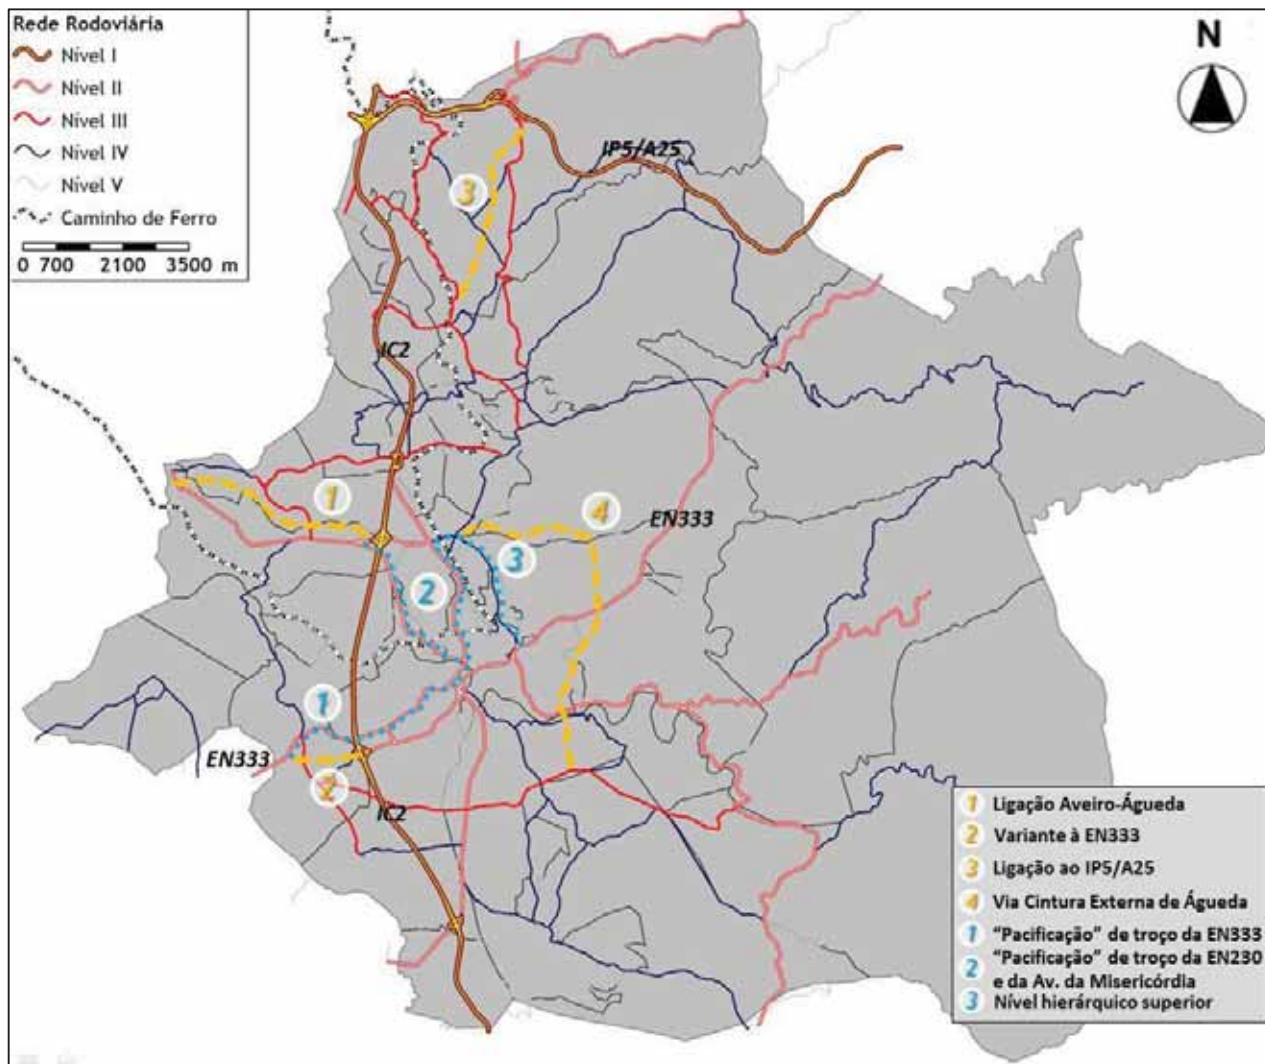 Rede Rodoviária
Nível I
Nível II
Nível III
Nível IV
Nível V
Caminho de Ferro
0 700 2100 3500 m
N
IP5/A25
3
IC2
1
4
EN333
3
2
1
EN333
2
IC2
1 Ligação Aveiro-Águeda
2 Variante à EN333
3 Ligação ao IP5/A25
4 Via Cintura Externa de Águeda
1 “Pacificação” de troço da EN333
2 “Pacificação” de troço da EN230
e da Av. da Misericórdia
3 Nível hierárquico superior